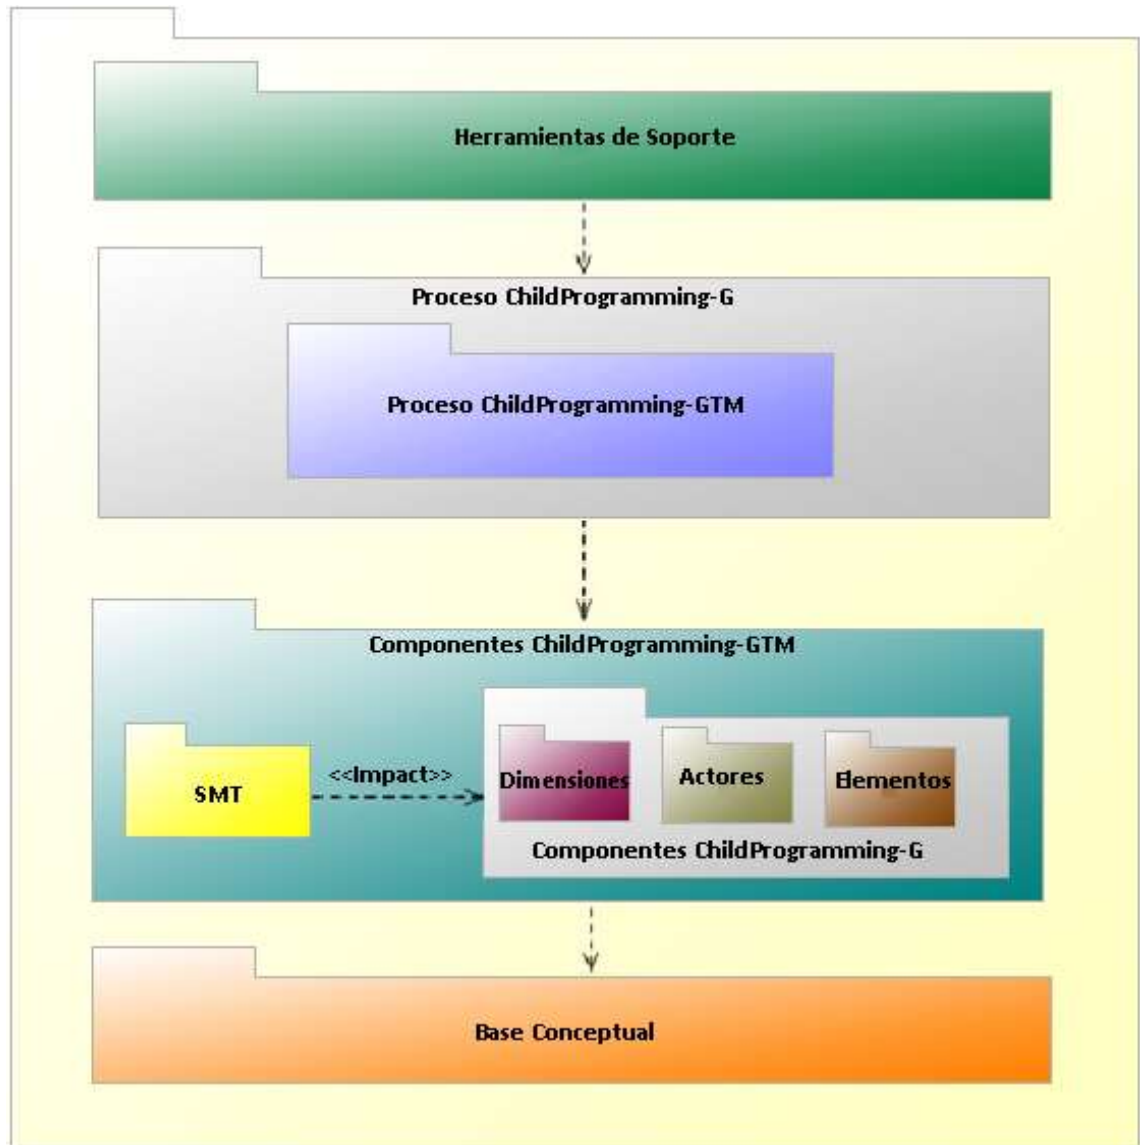 Herramientas de Soporte
Proceso ChildProgramming-G
Proceso ChildProgramming-GTM
Componentes ChildProgramming-GTM
SMT
<<Impact>>
Dimensiones
Actores
Elementos
Componentes ChildProgramming-G
Base Conceptual